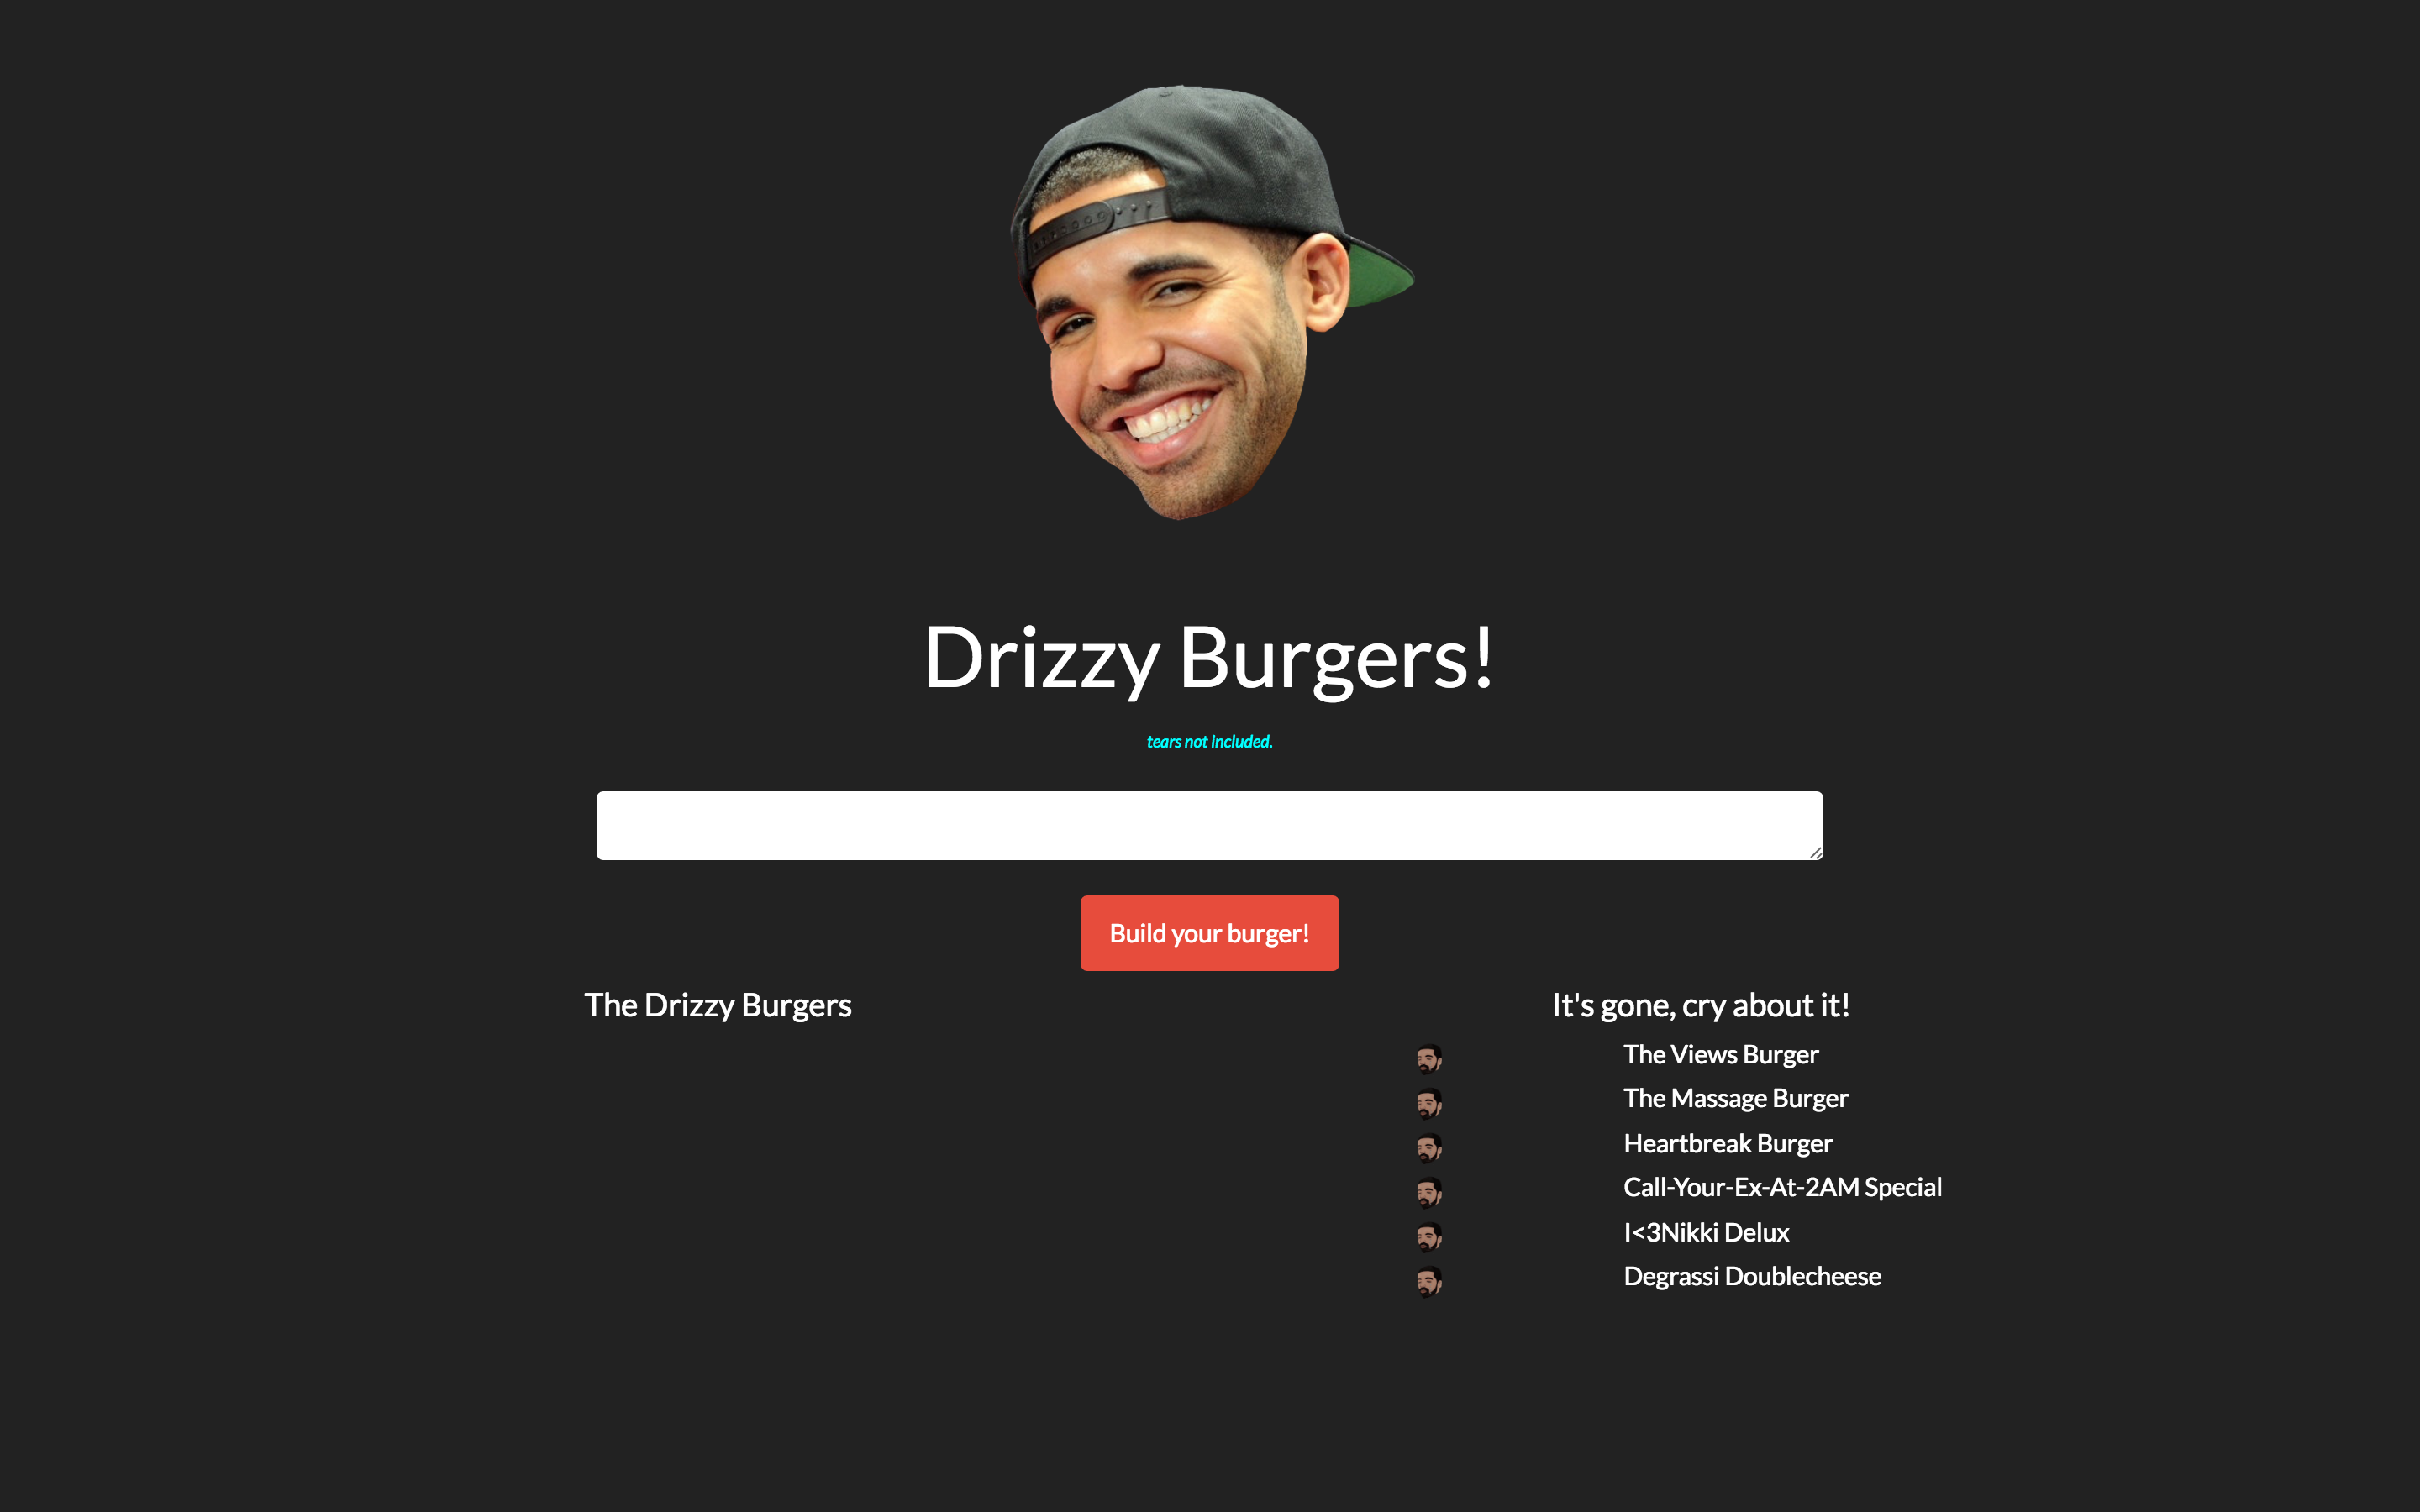 Drizzy Burgers!
tears not included.
Build your burger!
The Drizzy Burgers
It's gone, cry about it!
The Views Burger
The Massage Burger
Heartbreak Burger
Call-Your-Ex-At-2AM Special
I<3Nikki Delux
Degrassi Doublecheese